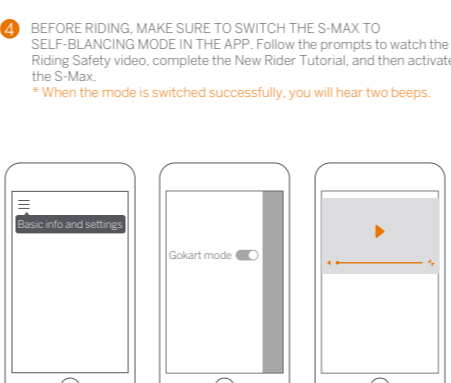 4 BEFORE RIDING, MAKE SURE TO SWITCH THE S-MAX TO
SELF-BLANCING MODE IN THE APP. Follow the prompts to watch the
Riding Safety video, complete the New Rider Tutorial, and then activate
the S-Max.
* When the mode is switched successfully, you will hear two beeps.
Basic info and settings
Gokart mode